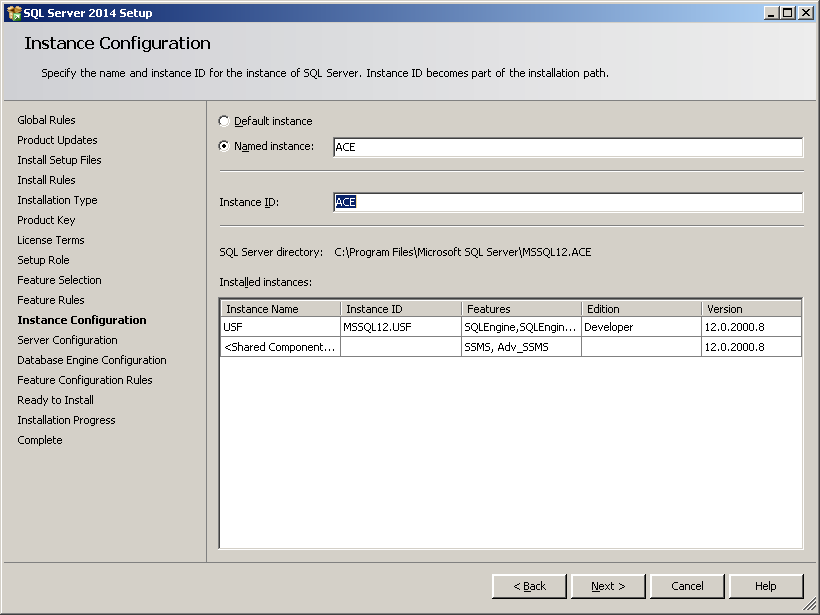 SQL Server 2014 Setup
Instance Configuration
Specify the name and instance ID for the instance of SQL Server. Instance ID becomes part of the installation path.
Global Rules
Product Updates
Install Setup Files
Install Rules
Installation Type
Product Key
License Terms
Setup Role
Feature Selection
Feature Rules
Instance Configuration
Server Configuration
Database Engine Configuration
Feature Configuration Rules
Ready to Install
Installation Progress
Complete
Default instance
Named instance: ACE
Instance ID: ACE
SQL Server directory: C:\Program Files\Microsoft SQL Server\MSSQL12.ACE
Installed instances:
Instance Name Instance ID Features Edition Version
USF MSSQL12.USF SQLEngine,SQLEngin... Developer 12.0.2000.8
<Shared Component... SSMS, Adv_SSMS 12.0.2000.8
< Back Next > Cancel Help